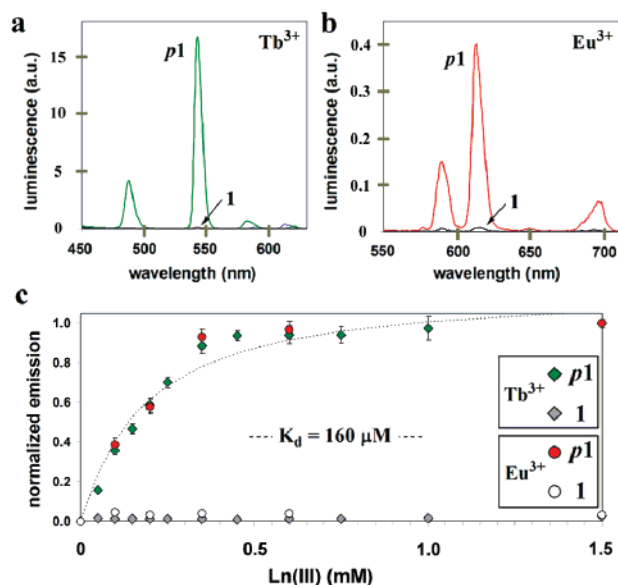 a
Tb3+
p1
1
luminescence (a.u.)
15
10
5
0
450 500 550 600
wavelength (nm)
b
Eu3+
p1
1
luminescence (a.u.)
0.4
0.3
0.2
0.1
0
550 600 650 700
wavelength (nm)
c
normalized emission
1.0
0.8
0.6
0.4
0.2
0.0
0 0.5 1.0 1.5
Ln(III) (mM)
---- Kd = 160 µM ----
Tb3+
p1
1
Eu3+
p1
1